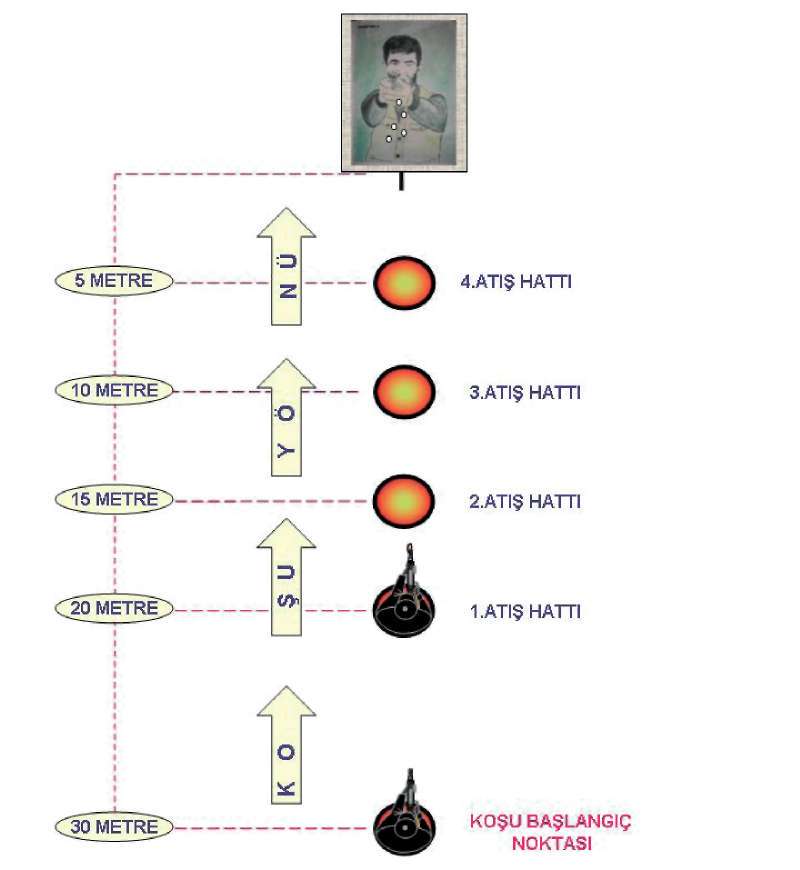 NÜ
5 METRE
4.ATIŞ HATTI
YÖ
10 METRE
3.ATIŞ HATTI
15 METRE
2.ATIŞ HATTI
ŞU
20 METRE
1.ATIŞ HATTI
KO
30 METRE
KOŞU BAŞLANGIÇ
NOKTASI